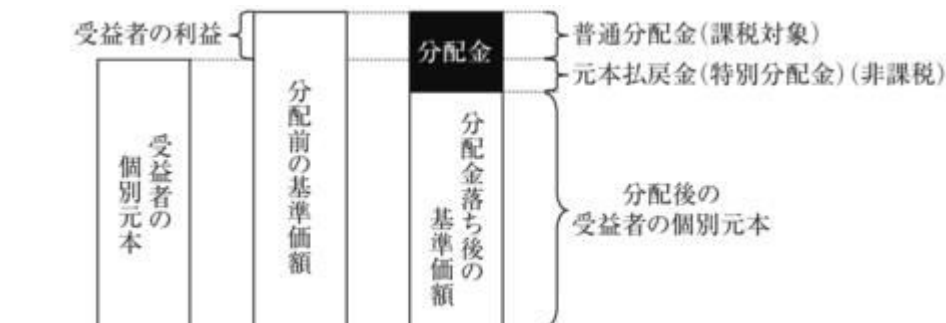 受益者の利益
分配金
普通分配金(課税対象)
元本払戻金(特別分配金)(非課税)
受益者の
個別元本
分配前の基準価額
分配金落ち後の
基準価額
分配後の
受益者の個別元本